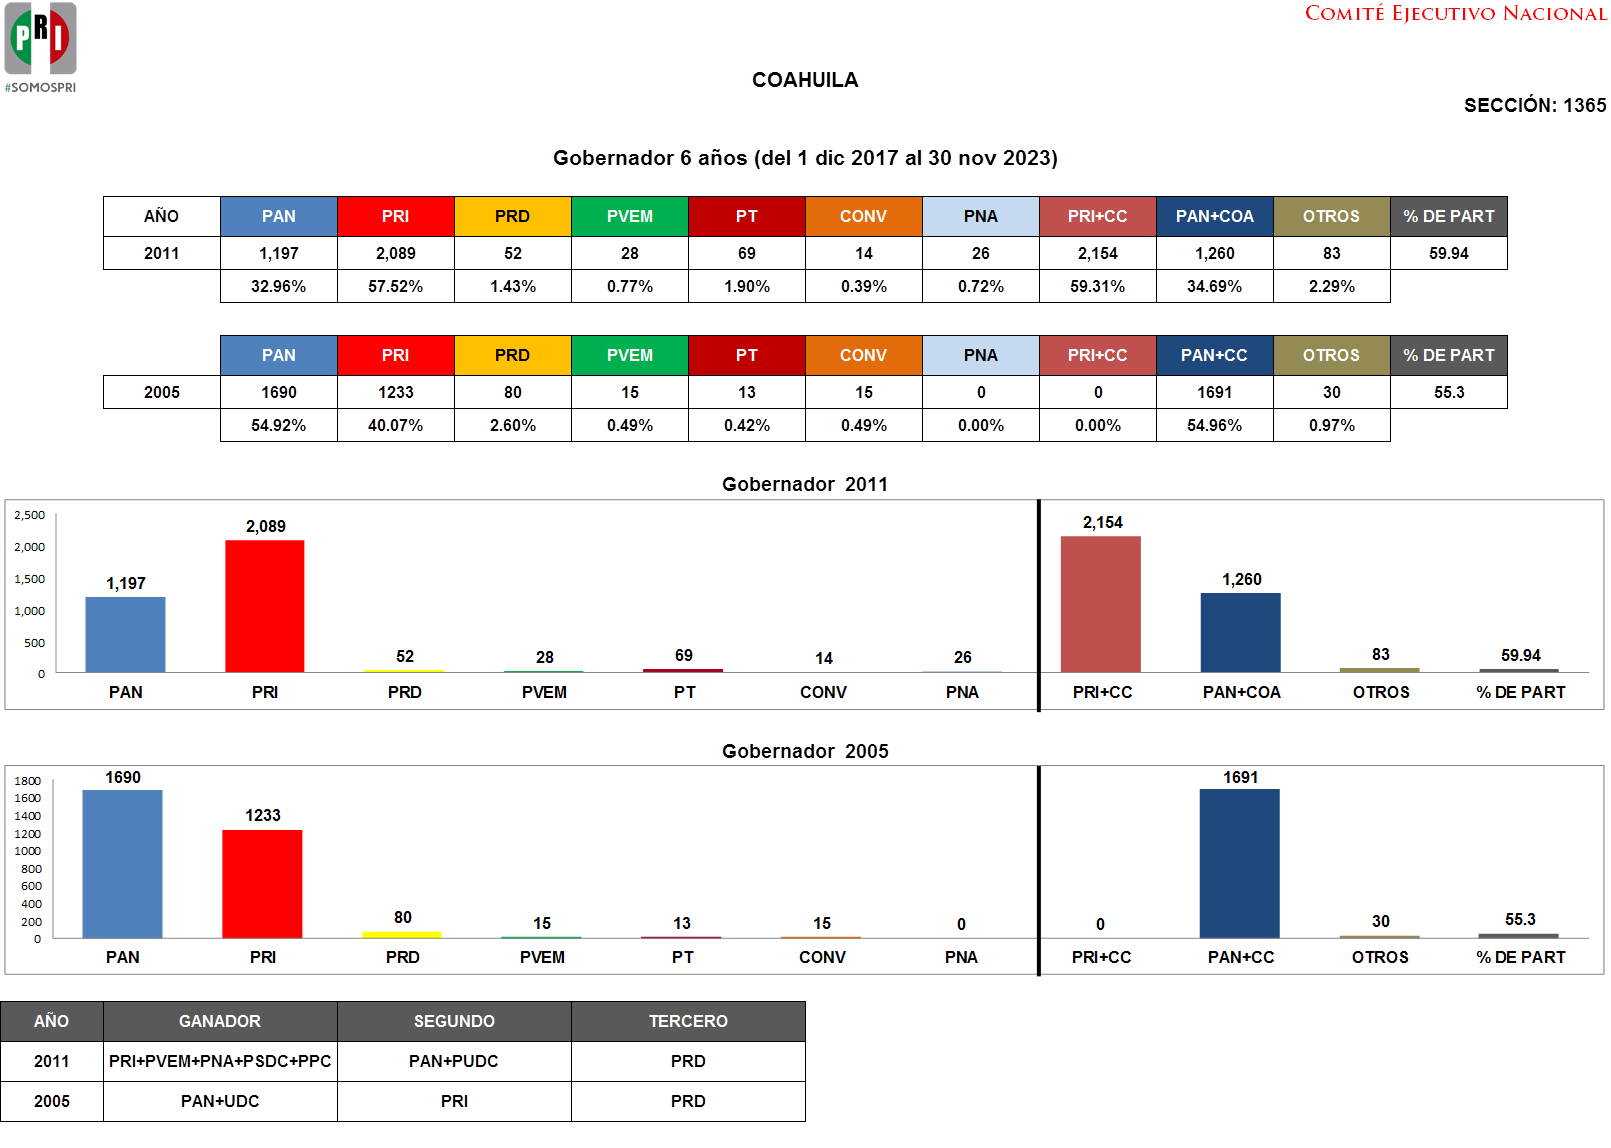 PRI
#SOMOSPRI
COMITÉ EJECUTIVO NACIONAL
COAHUILA
SECCIÓN: 1365
Gobernador 6 años (del 1 dic 2017 al 30 nov 2023)
AÑO PAN PRI PRD PVEM PT CONV PNA PRI+CC PAN+COA OTROS % DE PART
2011 1,197 2,089 52 28 69 14 26 2,154 1,260 83 59.94
32.96% 57.52% 1.43% 0.77% 1.90% 0.39% 0.72% 59.31% 34.69% 2.29%
PAN PRI PRD PVEM PT CONV PNA PRI+CC PAN+CC OTROS % DE PART
2005 1690 1233 80 15 13 15 0 0 1691 30 55.3
54.92% 40.07% 2.60% 0.49% 0.42% 0.49% 0.00% 0.00% 54.96% 0.97%
Gobernador 2011
2,500
2,000
1,500
1,000
500
0
1,197 2,089 52 28 69 14 26 2,154 1,260 83 59.94
PAN PRI PRD PVEM PT CONV PNA PRI+CC PAN+COA OTROS % DE PART
Gobernador 2005
1800
1600
1400
1200
1000
800
600
400
200
0
1690 1233 80 15 13 15 0 0 1691 30 55.3
PAN PRI PRD PVEM PT CONV PNA PRI+CC PAN+CC OTROS % DE PART
AÑO GANADOR SEGUNDO TERCERO
2011 PRI+PVEM+PNA+PSDC+PPC PAN+PUDC PRD
2005 PAN+UDC PRI PRD